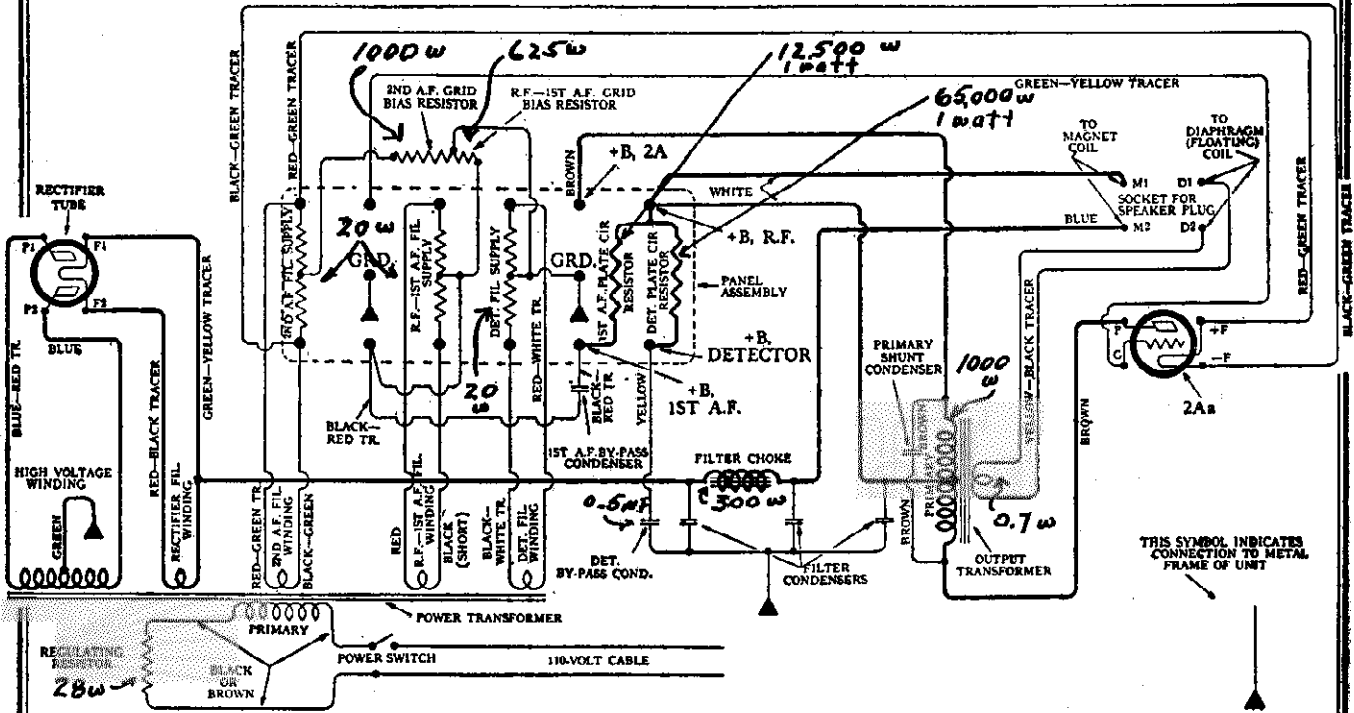 1000 w
625 w
12,500 w
1 watt
GREEN—YELLOW TRACER
65,000 w
1 watt
2ND A.F. GRID
BIAS RESISTOR
R.F.—1ST A.F. GRID
BIAS RESISTOR
BLACK—GREEN TRACER
RED—GREEN TRACER
BROWN
+B, 2A
WHITE
TO
MAGNET
COIL
TO
DIAPHRAGM
(FLOATING)
COIL
M1
D1
SOCKET FOR
SPEAKER PLUG
M2
D2
BLUE
RED—GREEN TRACER
BLACK—GREEN TRACER
RECTIFIER
TUBE
P1
F1
P2
F2
BLUE
BLUE—RED TR.
RED—BLACK TRACER
GREEN—YELLOW TRACER
2ND A.F. FIL SUPPLY
20 w
GRD.
R.F.—1ST A.F. FIL.
SUPPLY
DET. FIL SUPPLY
GRD.
1ST A.F. PLATE CIR
RESISTOR
DET. PLATE CIR
RESISTOR
+B, R.F.
PANEL
ASSEMBLY
+B,
DETECTOR
+B,
1ST A.F.
20
w
RED—WHITE TR.
BLACK—
RED TR.
BLACK—
RED TR.
YELLOW
1ST A.F. BY-PASS
CONDENSER
PRIMARY
SHUNT
CONDENSER
1000
w
YELLOW—BLACK TRACER
P
+F
G
—F
2Aa
BROWN
BROWN
PRIMARY
BROWN
0.7 w
OUTPUT
TRANSFORMER
HIGH VOLTAGE
WINDING
GREEN
RECTIFIER FIL.
WINDING
RED—GREEN TR.
2ND A.F. FIL.
WINDING
BLACK—GREEN
RED
R.F.—1ST A.F. FIL.
WINDING
BLACK
(SHORT)
BLACK—
WHITE TR.
DET. FIL
WINDING
FILTER CHOKE
300 w
0.5 MF
DET.
BY-PASS COND.
FILTER
CONDENSERS
THIS SYMBOL INDICATES
CONNECTION TO METAL
FRAME OF UNIT
POWER TRANSFORMER
PRIMARY
REGULATING
RESISTOR
28 w
BLACK
OR
BROWN
POWER SWITCH
110-VOLT CABLE